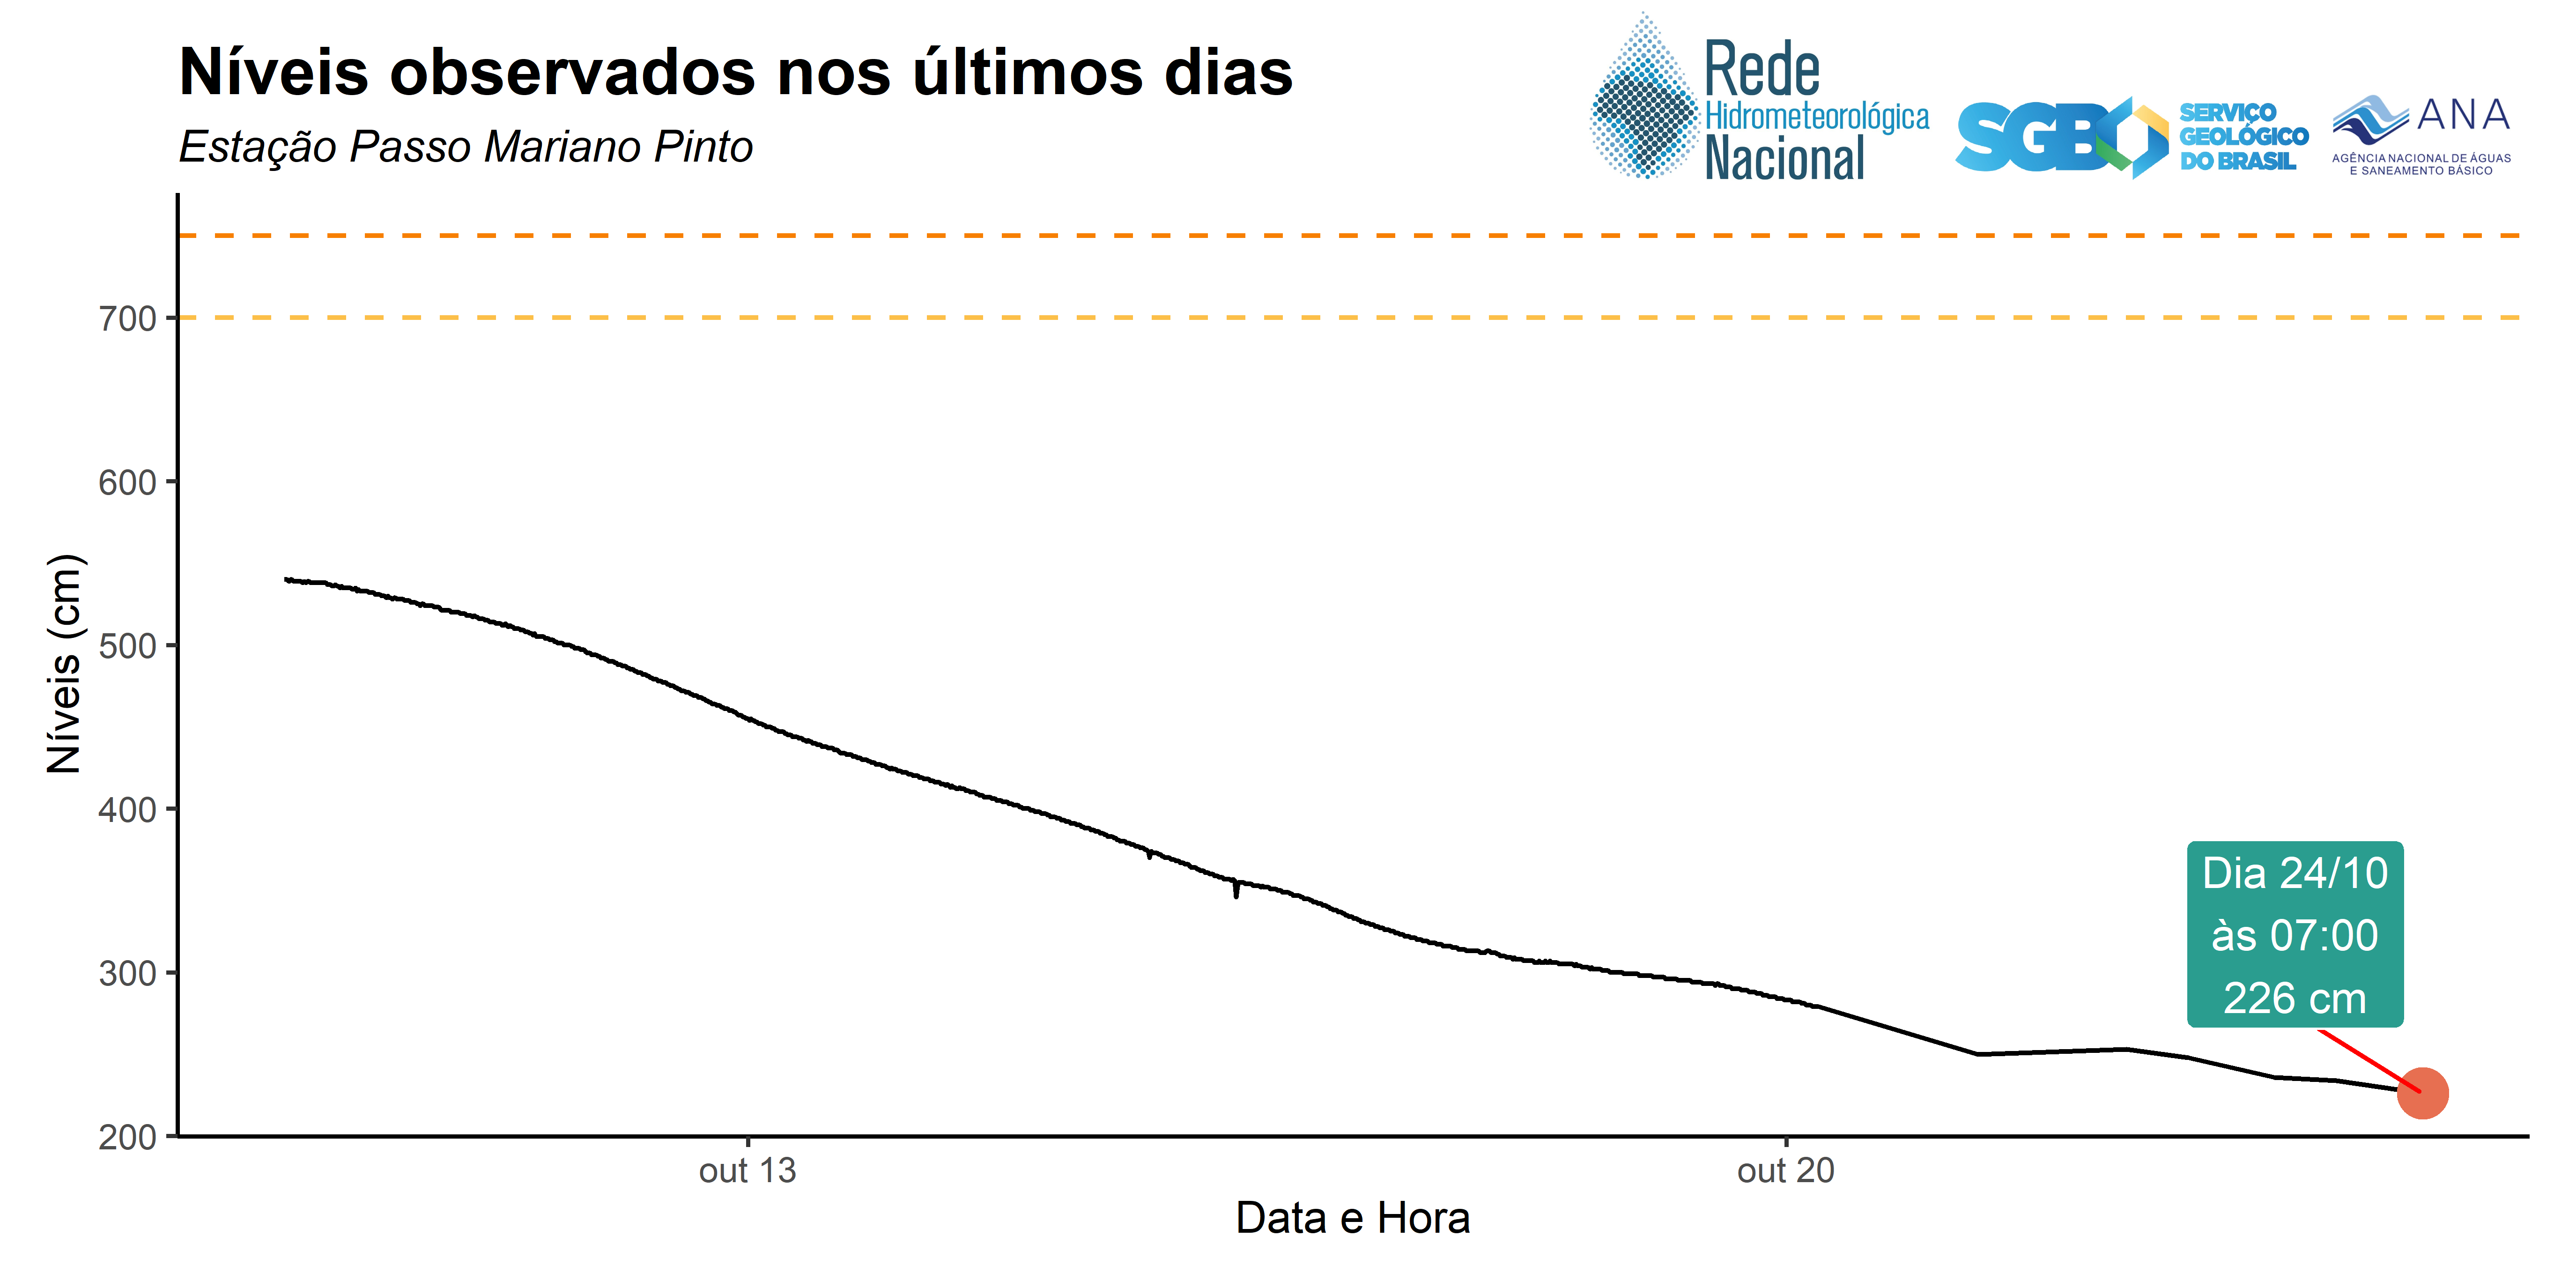 Níveis observados nos últimos dias
Estação Passo Mariano Pinto
Rede
Hidrometeorológica
Nacional
SGB
SERVIÇO
GEOLÓGICO
DO BRASIL
ANA
AGÊNCIA NACIONAL DE ÁGUAS
E SANEAMENTO BÁSICO
Níveis (cm)
700
600
500
400
300
200
Dia 24/10
às 07:00
226 cm
out 13
out 20
Data e Hora